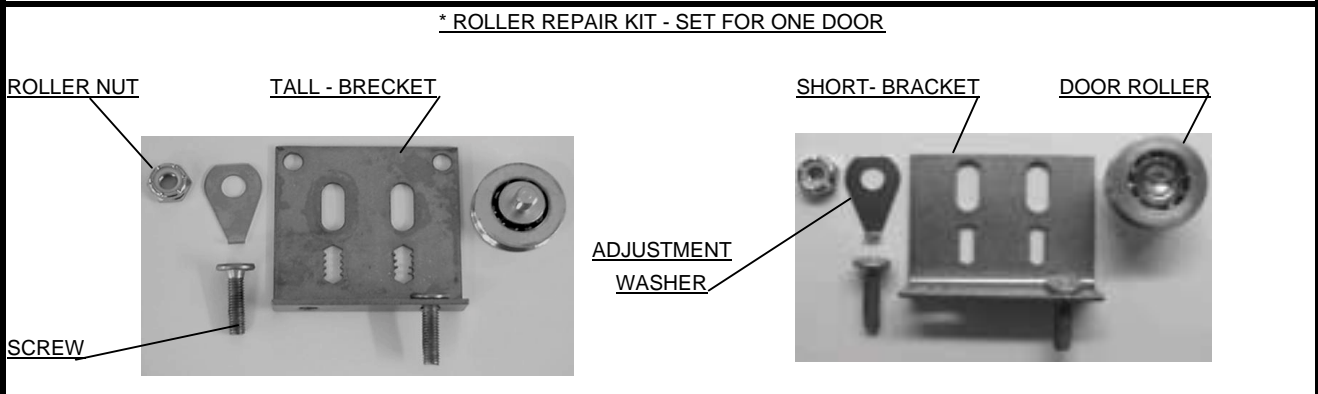 * ROLLER REPAIR KIT - SET FOR ONE DOOR
ROLLER NUT
TALL - BRECKET
SHORT- BRACKET
DOOR ROLLER
ADJUSTMENT
WASHER
SCREW